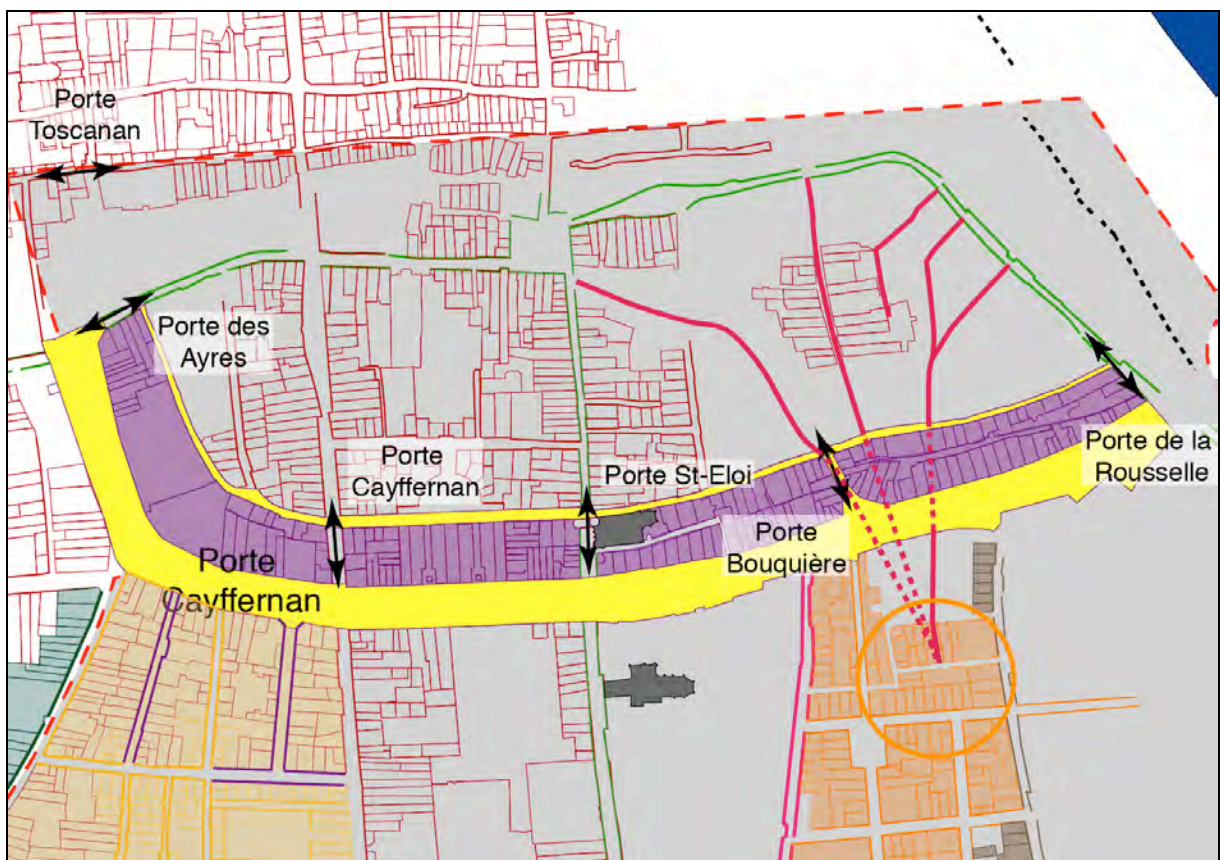 Porte
Toscanan
Porte des
Ayres
Porte
Cayffernan
Porte St-Eloi
Porte de la
Rousselle
Porte
Bouquière
Porte
Cayffernan